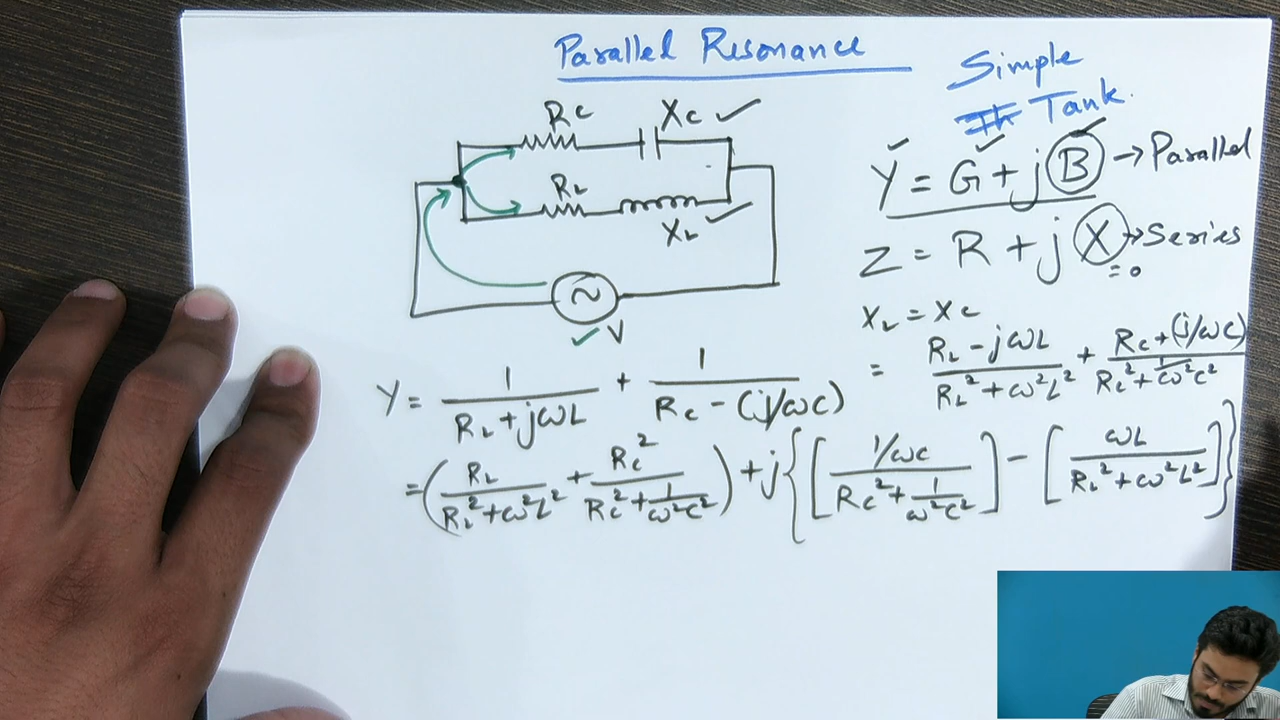 Parallel Resonance
Simple
Tank.
Rc Xc ✓
RL
XL
V
Y = G + jB → Parallel
Z = R + jX → Series
= 0
XL = XC
Y = 1/(RL + jωL) + 1/(Rc - (j/ωC)) = (RL - jωL)/(RL² + ω²L²) + (Rc + (j/ωC))/(Rc² + 1/ω²C²)
= (RL/(RL² + ω²L²) + Rc²/(Rc² + 1/ω²C²)) + j{[(1/ωC)/(Rc² + 1/ω²C²)] - [ωL/(RL² + ω²L²)]}